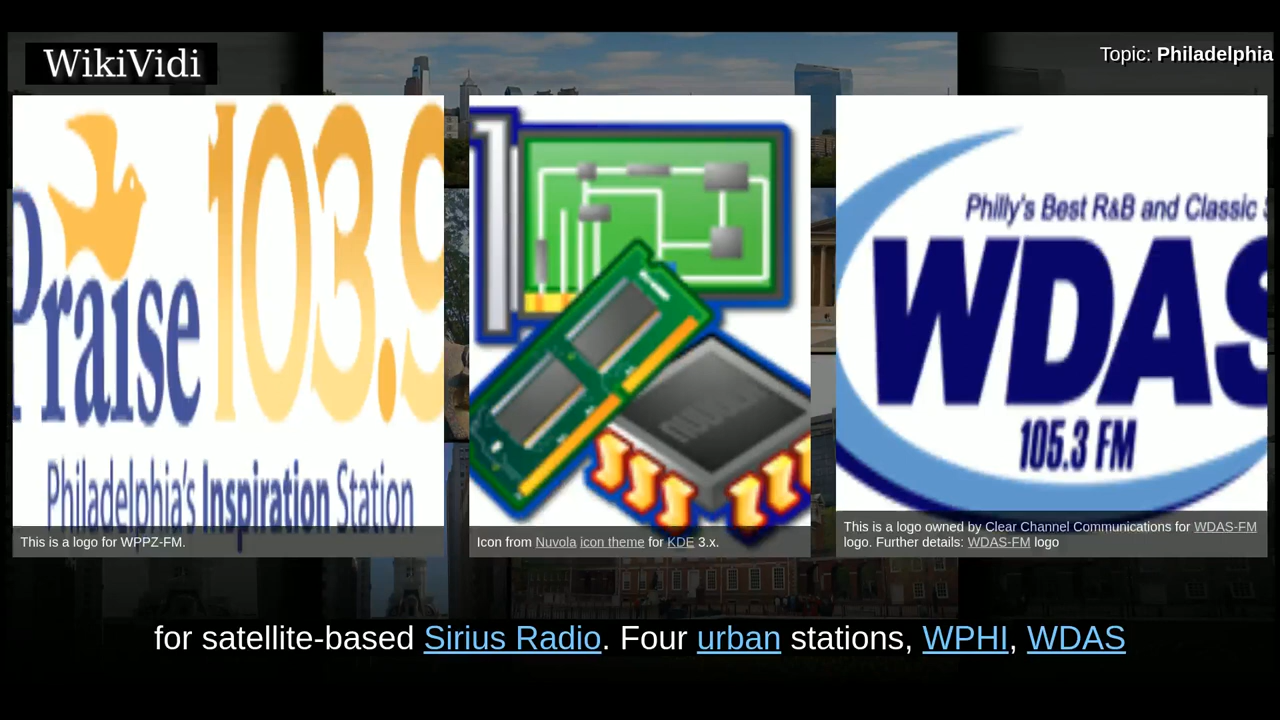 WikiVidi
Topic: Philadelphia
Praise 103.9
Philadelphia's Inspiration Station
This is a logo for WPPZ-FM.
Icon from Nuvola icon theme for KDE 3.x.
Philly's Best R&B and Classic S
WDAS
105.3 FM
This is a logo owned by Clear Channel Communications for WDAS-FM
logo. Further details: WDAS-FM logo
for satellite-based Sirius Radio. Four urban stations, WPHI, WDAS